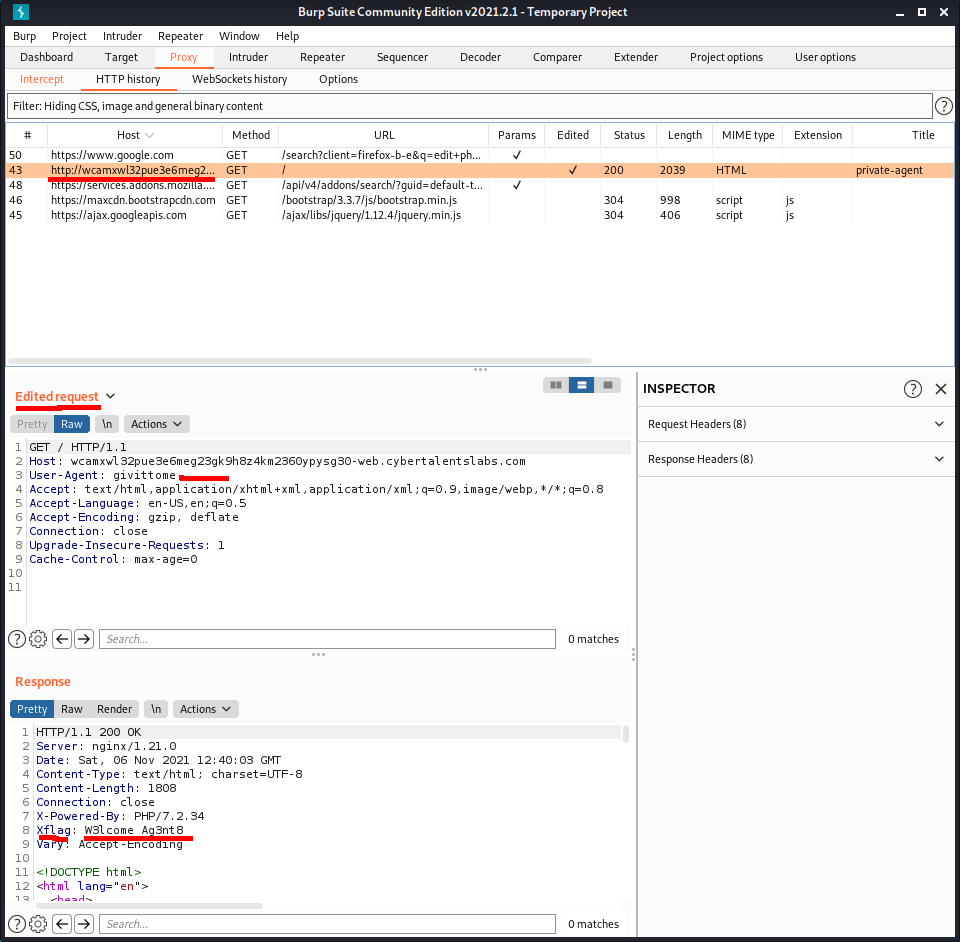 Burp Suite Community Edition v2021.2.1 - Temporary Project
Burp Project Intruder Repeater Window Help
Dashboard Target Proxy Intruder Repeater Sequencer Decoder Comparer Extender Project options User options
Intercept HTTP history WebSockets history Options
Filter: Hiding CSS, image and general binary content ?
# Host Method URL Params Edited Status Length MIME type Extension Title
50 https://www.google.com GET /search?client=firefox-b-e&q=edit+ph... ✓
43 http://wcamxwl32pue3e6meg2... GET / ✓ 200 2039 HTML private-agent
48 https://services.addons.mozilla.... GET /api/v4/addons/search/?guid=default-t... ✓
46 https://maxcdn.bootstrapcdn.com GET /bootstrap/3.3.7/js/bootstrap.min.js 304 998 script js
45 https://ajax.googleapis.com GET /ajax/libs/jquery/1.12.4/jquery.min.js 304 406 script js
Edited request
Pretty Raw \n Actions
1 GET / HTTP/1.1
2 Host: wcamxwl32pue3e6meg23gk9h8z4km2360ypysg30-web.cybertalentslabs.com
3 User-Agent: givittome
4 Accept: text/html,application/xhtml+xml,application/xml;q=0.9,image/webp,*/*;q=0.8
5 Accept-Language: en-US,en;q=0.5
6 Accept-Encoding: gzip, deflate
7 Connection: close
8 Upgrade-Insecure-Requests: 1
9 Cache-Control: max-age=0
10
11
? Search... 0 matches
INSPECTOR ?
Request Headers (8)
Response Headers (8)
Response
Pretty Raw Render \n Actions
1 HTTP/1.1 200 OK
2 Server: nginx/1.21.0
3 Date: Sat, 06 Nov 2021 12:40:03 GMT
4 Content-Type: text/html; charset=UTF-8
5 Content-Length: 1808
6 Connection: close
7 X-Powered-By: PHP/7.2.34
8 Xflag: W3lcome Ag3nt8
9 Vary: Accept-Encoding
10
11 <!DOCTYPE html>
12 <html lang="en">
13 <head>
? Search... 0 matches